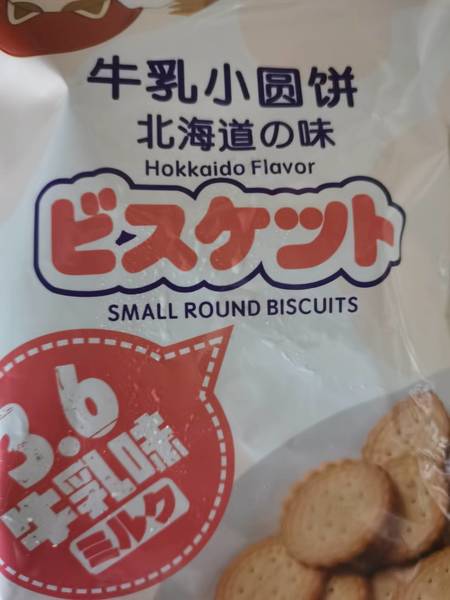 牛乳小圆饼
北海道の味
Hokkaido Flavor
ビスケット
SMALL ROUND BISCUITS
3.6
牛乳味
ミルク